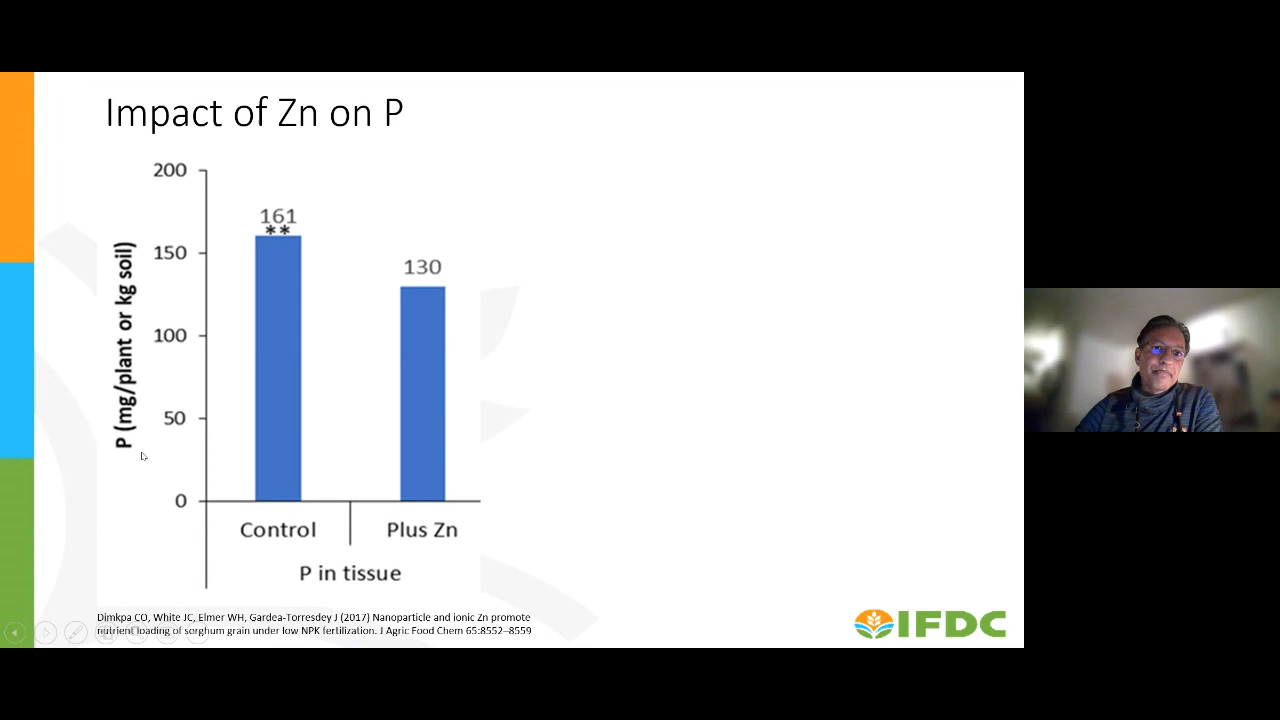 Impact of Zn on P
200
150
100
50
0
P (mg/plant or kg soil)
161
**
130
Control
Plus Zn
P in tissue
Dimkpa CO, White JC, Elmer WH, Gardea-Torresdey J (2017) Nanoparticle and ionic Zn promote
nutrient loading of sorghum grain under low NPK fertilization. J Agric Food Chem 65:8552–8559
IFDC